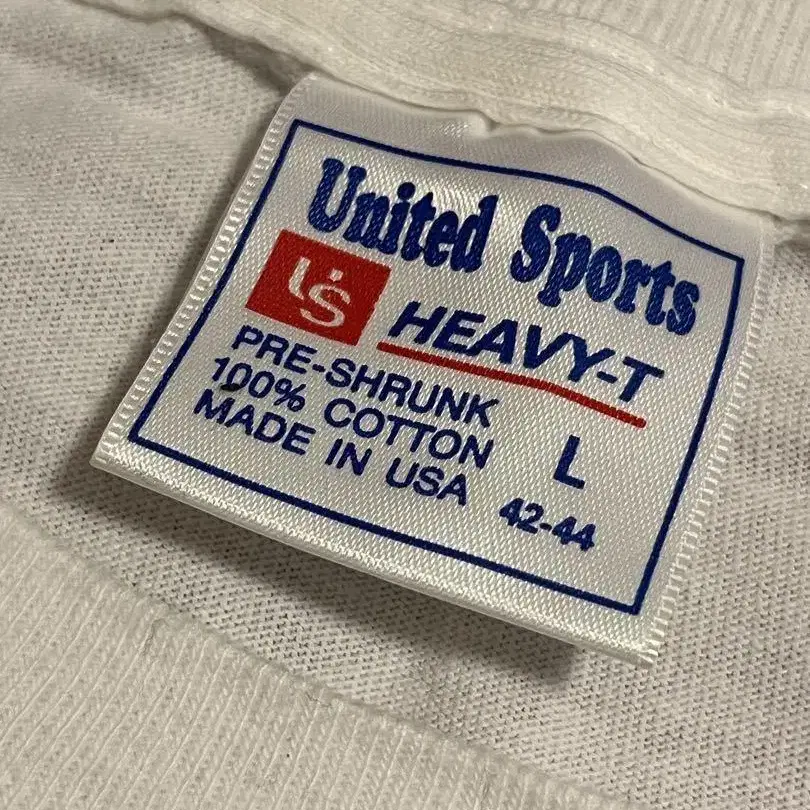 United Sports
US HEAVY-T
PRE-SHRUNK
100% COTTON L
MADE IN USA 42-44